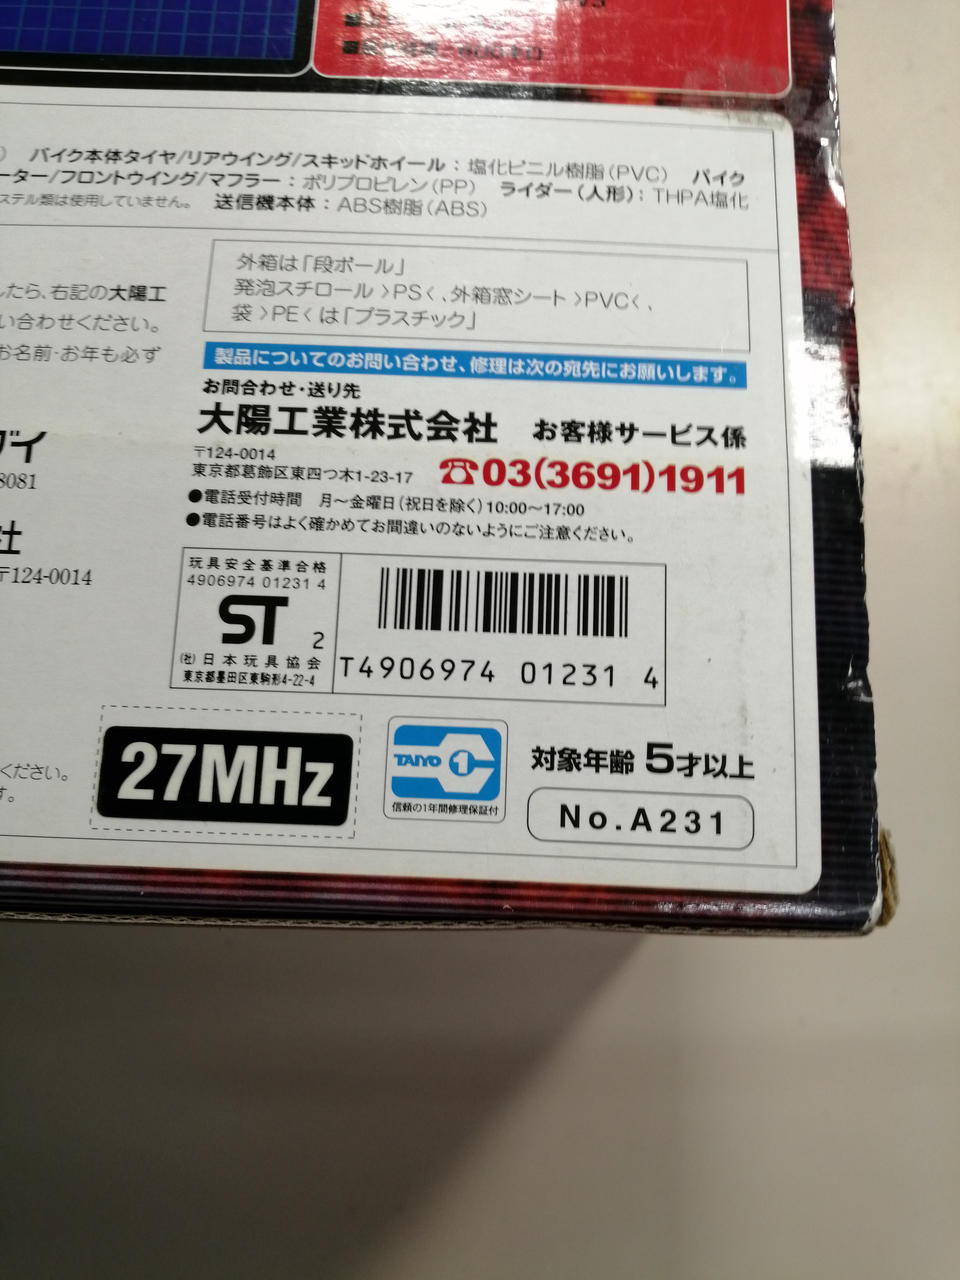 バイク本体タイヤ/リアウイング/スキッドホイール：塩化ビニル樹脂(PVC) バイク
ーター/フロントウイング/マフラー：ポリプロピレン(PP) ライダー(人形)：THPA塩化
ステル類は使用していません。 送信機本体：ABS樹脂(ABS)
外箱は「段ボール」
発泡スチロール>PS<、外箱窓シート>PVC<、
袋>PE<は「プラスチック」
したら、右記の大陽工
い合わせください。
お名前・お年も必ず
製品についてのお問い合わせ、修理は次の宛先にお願いします。
お問合わせ・送り先
大陽工業株式会社 お客様サービス係
〒124-0014
東京都葛飾区東四つ木1-23-17
☎03(3691)1911
●電話受付時間 月～金曜日(祝日を除く)10:00～17:00
●電話番号はよく確かめてお間違いのないようにご注意ください。
ダイ
8081
社
〒124-0014
玩具安全基準合格
4906974 01231 4
ST 2
(社)日本玩具協会
東京都墨田区東駒形4-22-4
T4906974 01231 4
ください。
す。
27MHz
TAIYO 1
信頼の1年間修理保証付
対象年齢 5才以上
No.A231